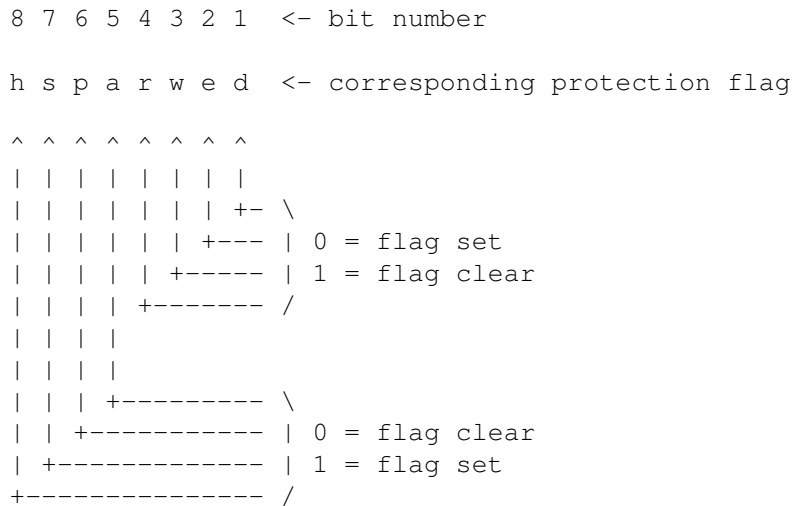 8 7 6 5 4 3 2 1  <- bit number
h s p a r w e d  <- corresponding protection flag
^ ^ ^ ^ ^ ^ ^ ^
| | | | | | | |
| | | | | | | +- \
| | | | | | +--- | 0 = flag set
| | | | | +----- | 1 = flag clear
| | | | +------- /
| | | |
| | | |
| | | +--------- \
| | +----------- | 0 = flag clear
| +------------- | 1 = flag set
+--------------- /